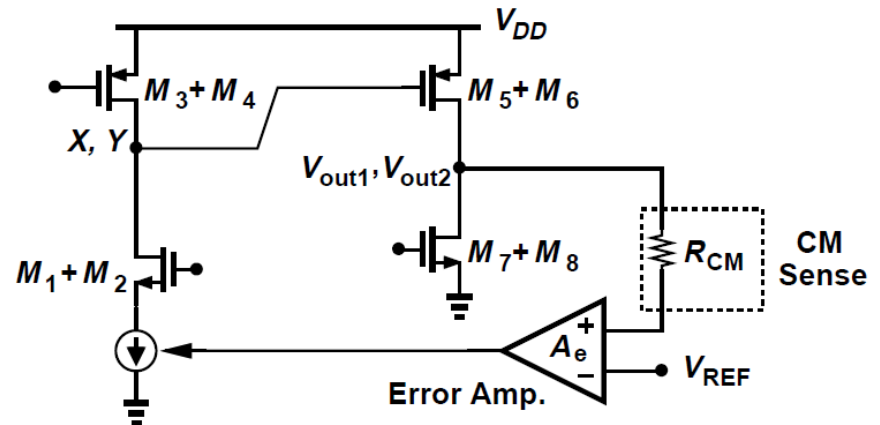 V_DD
M_3+M_4
M_5+M_6
X, Y
V_out1, V_out2
M_1+M_2
M_7+M_8
R_CM
CM
Sense
+
A_e
−
V_REF
Error Amp.